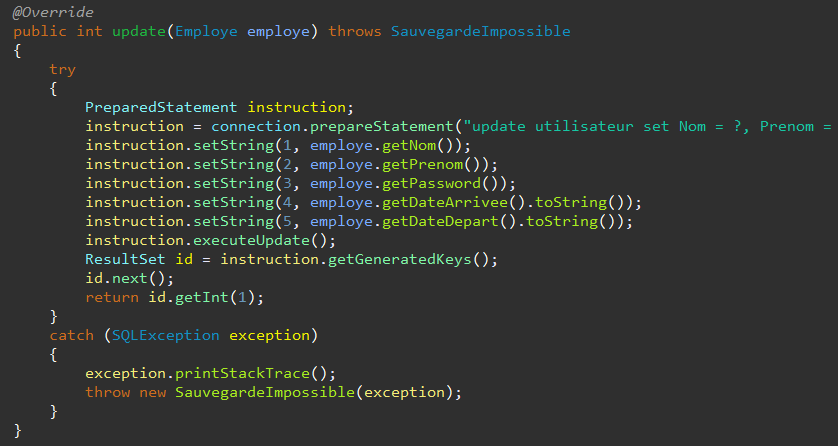 @Override
public int update(Employe employe) throws SauvegardeImpossible
{
try
{
PreparedStatement instruction;
instruction = connection.prepareStatement("update utilisateur set Nom = ?, Prenom =
instruction.setString(1, employe.getNom());
instruction.setString(2, employe.getPrenom());
instruction.setString(3, employe.getPassword());
instruction.setString(4, employe.getDateArrivee().toString());
instruction.setString(5, employe.getDateDepart().toString());
instruction.executeUpdate();
ResultSet id = instruction.getGeneratedKeys();
id.next();
return id.getInt(1);
}
catch (SQLException exception)
{
exception.printStackTrace();
throw new SauvegardeImpossible(exception);
}
}